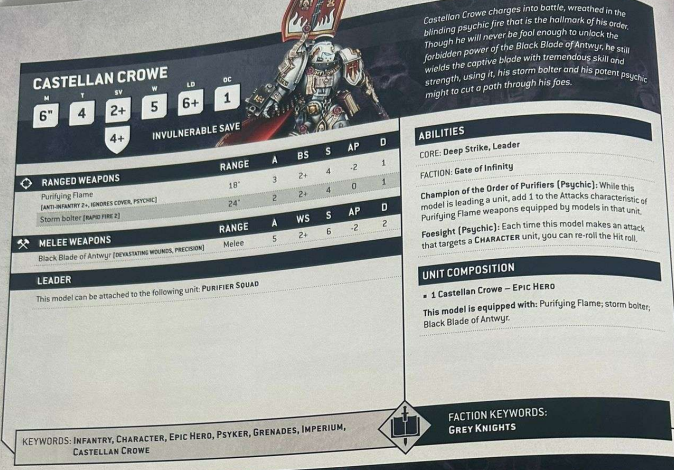 Castellan Crowe charges into battle, wreathed in the
blinding psychic fire that is the hallmark of his order.
Though he will never be fool enough to unlock the
forbidden power of the Black Blade of Antwyr, he still
wields the captive blade with tremendous skill and
strength, using it, his storm bolter and his potent psychic
might to cut a path through his foes.
CASTELLAN CROWE
M T SV W LD OC
6" 4 2+ 5 6+ 1
4+ INVULNERABLE SAVE
RANGED WEAPONS RANGE A BS S AP D
Purifying Flame
[ANTI-INFANTRY 2+, IGNORES COVER, PSYCHIC] 18" 3 2+ 4 -2 1
Storm bolter [RAPID FIRE 2] 24" 2 2+ 4 0 1
MELEE WEAPONS RANGE A WS S AP D
Black Blade of Antwyr [DEVASTATING WOUNDS, PRECISION] Melee 5 2+ 6 -2 2
LEADER
This model can be attached to the following unit: PURIFIER SQUAD
ABILITIES
CORE: Deep Strike, Leader
FACTION: Gate of Infinity
Champion of the Order of Purifiers (Psychic): While this
model is leading a unit, add 1 to the Attacks characteristic of
Purifying Flame weapons equipped by models in that unit.
Foesight (Psychic): Each time this model makes an attack
that targets a CHARACTER unit, you can re-roll the Hit roll.
UNIT COMPOSITION
▪ 1 Castellan Crowe – EPIC HERO
This model is equipped with: Purifying Flame; storm bolter;
Black Blade of Antwyr.
KEYWORDS: INFANTRY, CHARACTER, EPIC HERO, PSYKER, GRENADES, IMPERIUM,
CASTELLAN CROWE
FACTION KEYWORDS:
GREY KNIGHTS